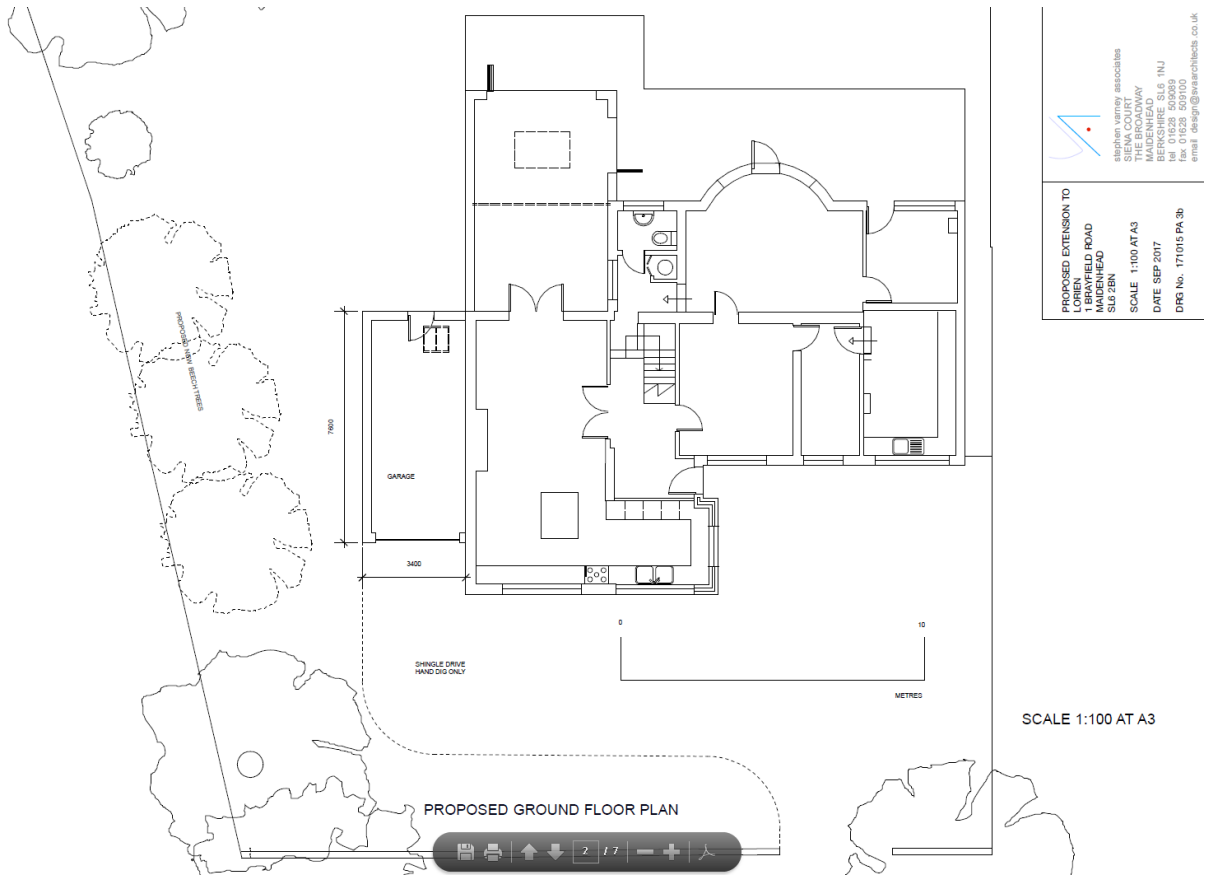 stephen varney associates
SIENA COURT
THE BROADWAY
MAIDENHEAD
BERKSHIRE SL6 1NJ
tel 01628 509089
fax 01628 509100
email design@svaarchitects.co.uk
PROPOSED EXTENSION TO
LORIEN
1 BRAYFIELD ROAD
MAIDENHEAD
SL6 2BN
SCALE 1:100 AT A3
DATE SEP 2017
DRG No. 171015 PA 3b
PROPOSED NEW BEECH TREES
7600
GARAGE
3400
0
10
METRES
SHINGLE DRIVE
HAND DIG ONLY
SCALE 1:100 AT A3
PROPOSED GROUND FLOOR PLAN
2 / 7